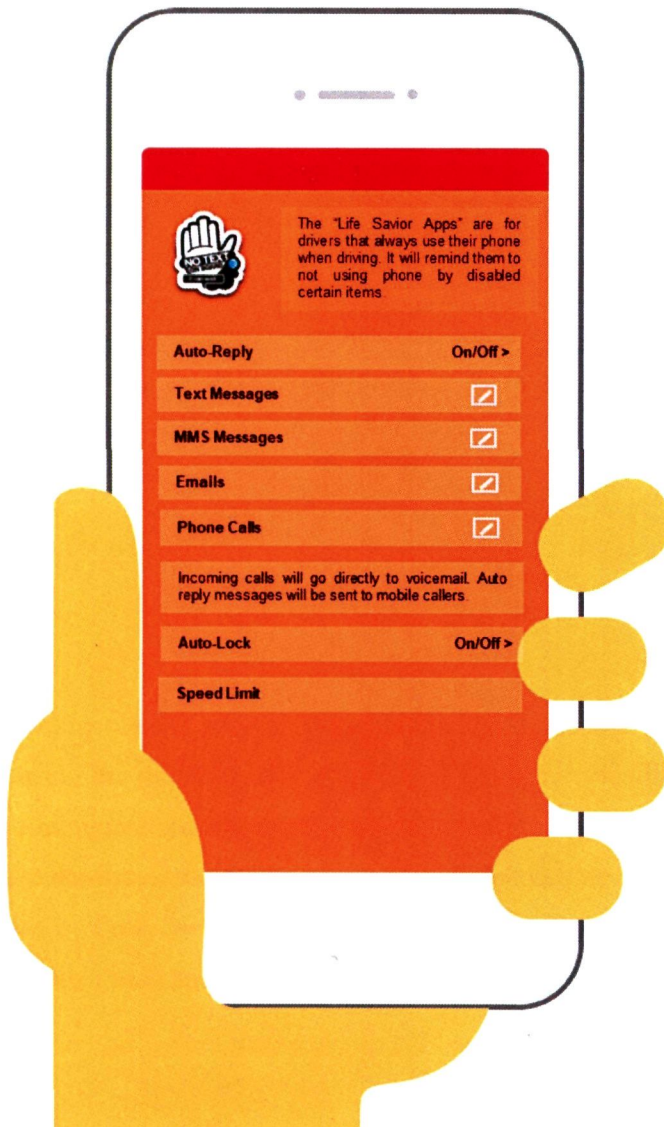 NO TEXT
The "Life Savior Apps" are for
drivers that always use their phone
when driving. It will remind them to
not using phone by disabled
certain items.
Auto-Reply On/Off >
Text Messages
MMS Messages
Emails
Phone Calls
Incoming calls will go directly to voicemail. Auto
reply messages will be sent to mobile callers.
Auto-Lock On/Off >
Speed Limit